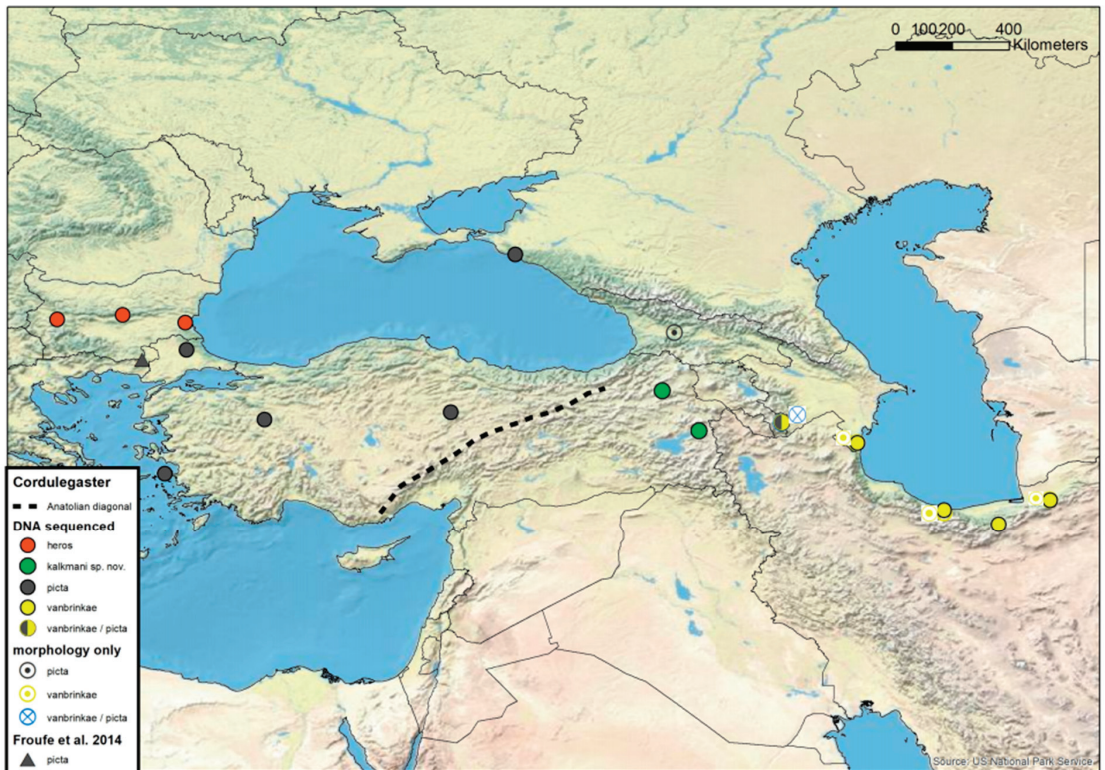 0 100200 400
Kilometers
Cordulegaster
Anatolian diagonal
DNA sequenced
heros
kalkmani sp. nov.
picta
vanbrinkae
vanbrinkae / picta
morphology only
picta
vanbrinkae
vanbrinkae / picta
Froufe et al. 2014
picta
Source: US National Park Service